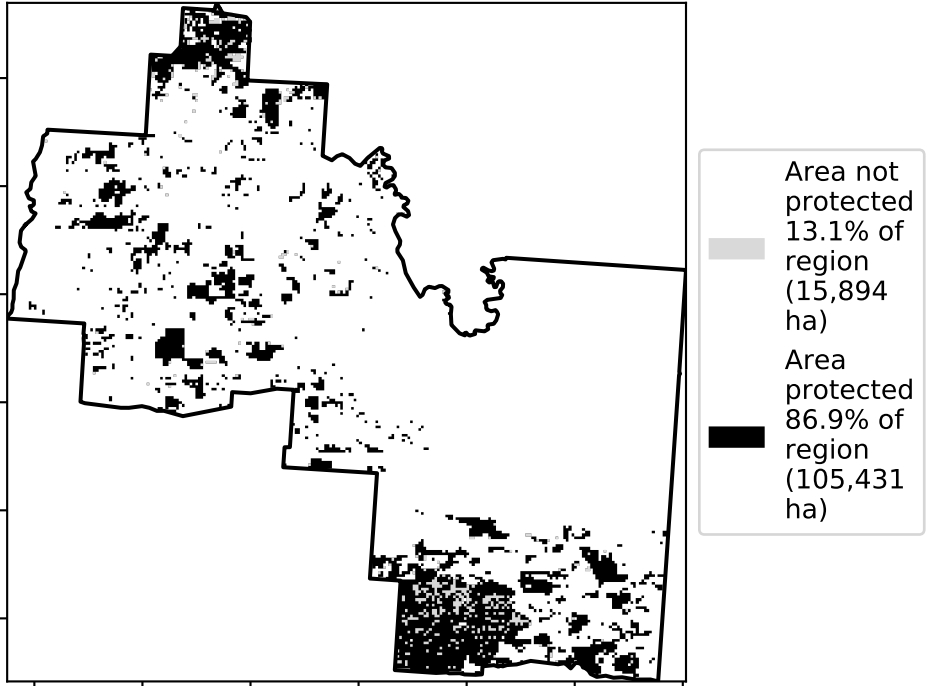 Area not
protected
13.1% of
region
(15,894
ha)
Area
protected
86.9% of
region
(105,431
ha)